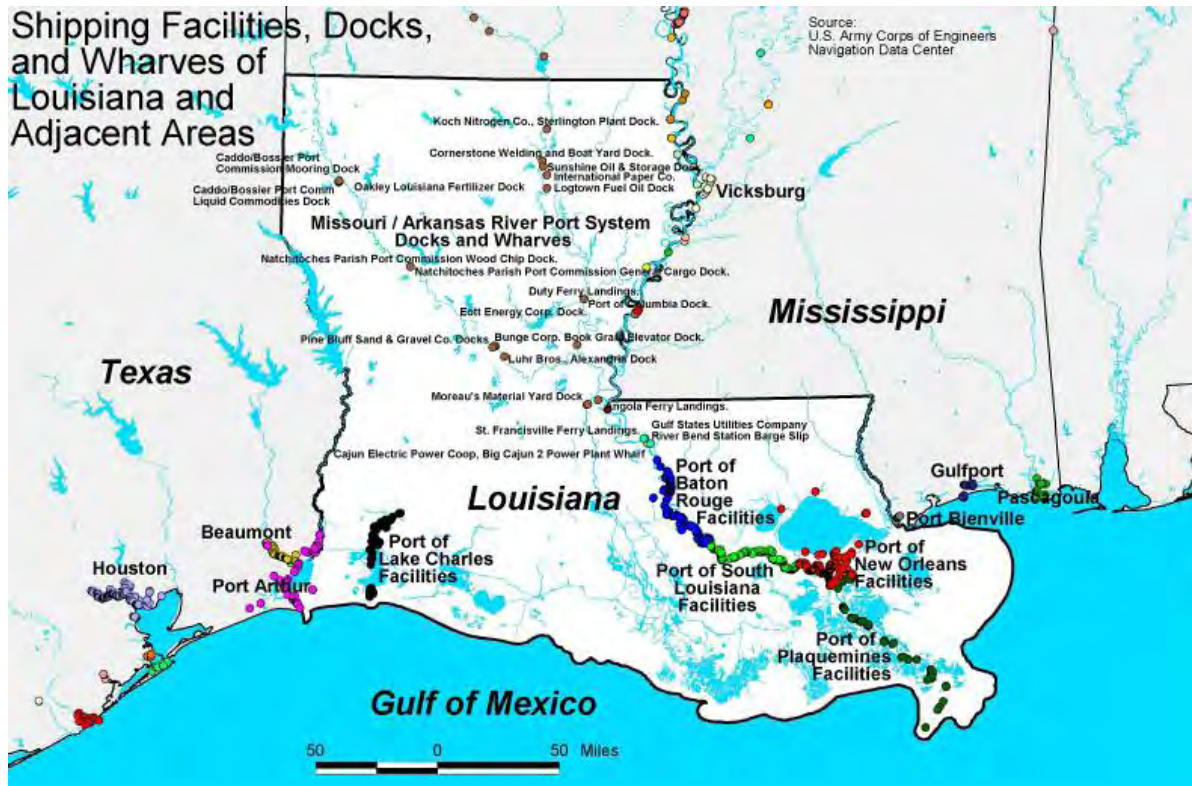 Shipping Facilities, Docks,
and Wharves of
Louisiana and
Adjacent Areas
Source:
U.S. Army Corps of Engineers
Navigation Data Center
Koch Nitrogen Co., Sterlington Plant Dock.
Cornerstone Welding and Boat Yard Dock.
Sunshine Oil & Storage Dock
International Paper Co.
Logtown Fuel Oil Dock
Caddo/Bossier Port
Commission Mooring Dock
Oakley Louisiana Fertilizer Dock
Caddo/Bossier Port Comm
Liquid Commodities Dock
Vicksburg
Missouri / Arkansas River Port System
Docks and Wharves
Natchitoches Parish Port Commission Wood Chip Dock.
Natchitoches Parish Port Commission General Cargo Dock.
Duty Ferry Landings.
Port of Columbia Dock.
Eott Energy Corp. Dock.
Mississippi
Pine Bluff Sand & Gravel Co. Docks
Bunge Corp. Book Grain Elevator Dock.
Luhr Bros., Alexandria Dock
Texas
Moreau's Material Yard Dock
Angola Ferry Landings.
St. Francisville Ferry Landings.
Gulf States Utilities Company
River Bend Station Barge Slip
Cajun Electric Power Coop, Big Cajun 2 Power Plant Wharf
Port of
Baton
Rouge
Facilities
Louisiana
Gulfport
Pascagoula
Port Bienville
Beaumont
Houston
Port Arthur
Port of
Lake Charles
Facilities
Port of South
Louisiana
Facilities
Port of
New Orleans
Facilities
Port of
Plaquemines
Facilities
Gulf of Mexico
50 0 50 Miles